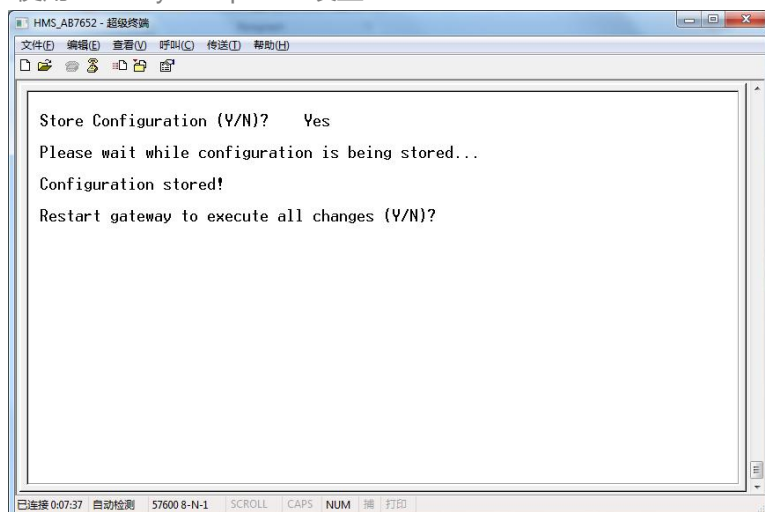 HMS_AB7652 - 超级终端
文件(F) 编辑(E) 查看(V) 呼叫(C) 传送(T) 帮助(H)
Store Configuration (Y/N)? Yes
Please wait while configuration is being stored...
Configuration stored!
Restart gateway to execute all changes (Y/N)?
已连接 0:07:37 自动检测 57600 8-N-1 SCROLL CAPS NUM 捕 打印